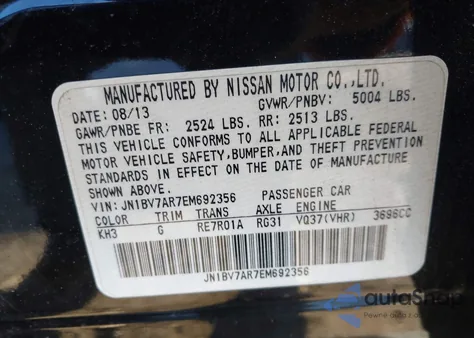 MANUFACTURED BY NISSAN MOTOR CO.,LTD.
DATE: 08/13 GVWR/PNBV: 5004 LBS.
GAWR/PNBE FR: 2524 LBS. RR: 2513 LBS.
THIS VEHICLE CONFORMS TO ALL APPLICABLE FEDERAL
MOTOR VEHICLE SAFETY, BUMPER, AND THEFT PREVENTION
STANDARDS IN EFFECT ON THE DATE OF MANUFACTURE
SHOWN ABOVE.
VIN: JN1BV7AR7EM692356 PASSENGER CAR
COLOR TRIM TRANS AXLE ENGINE
KH3 G RE7R01A RG31 VQ37(VHR) 3696CC
JN1BV7AR7EM692356
autaShop